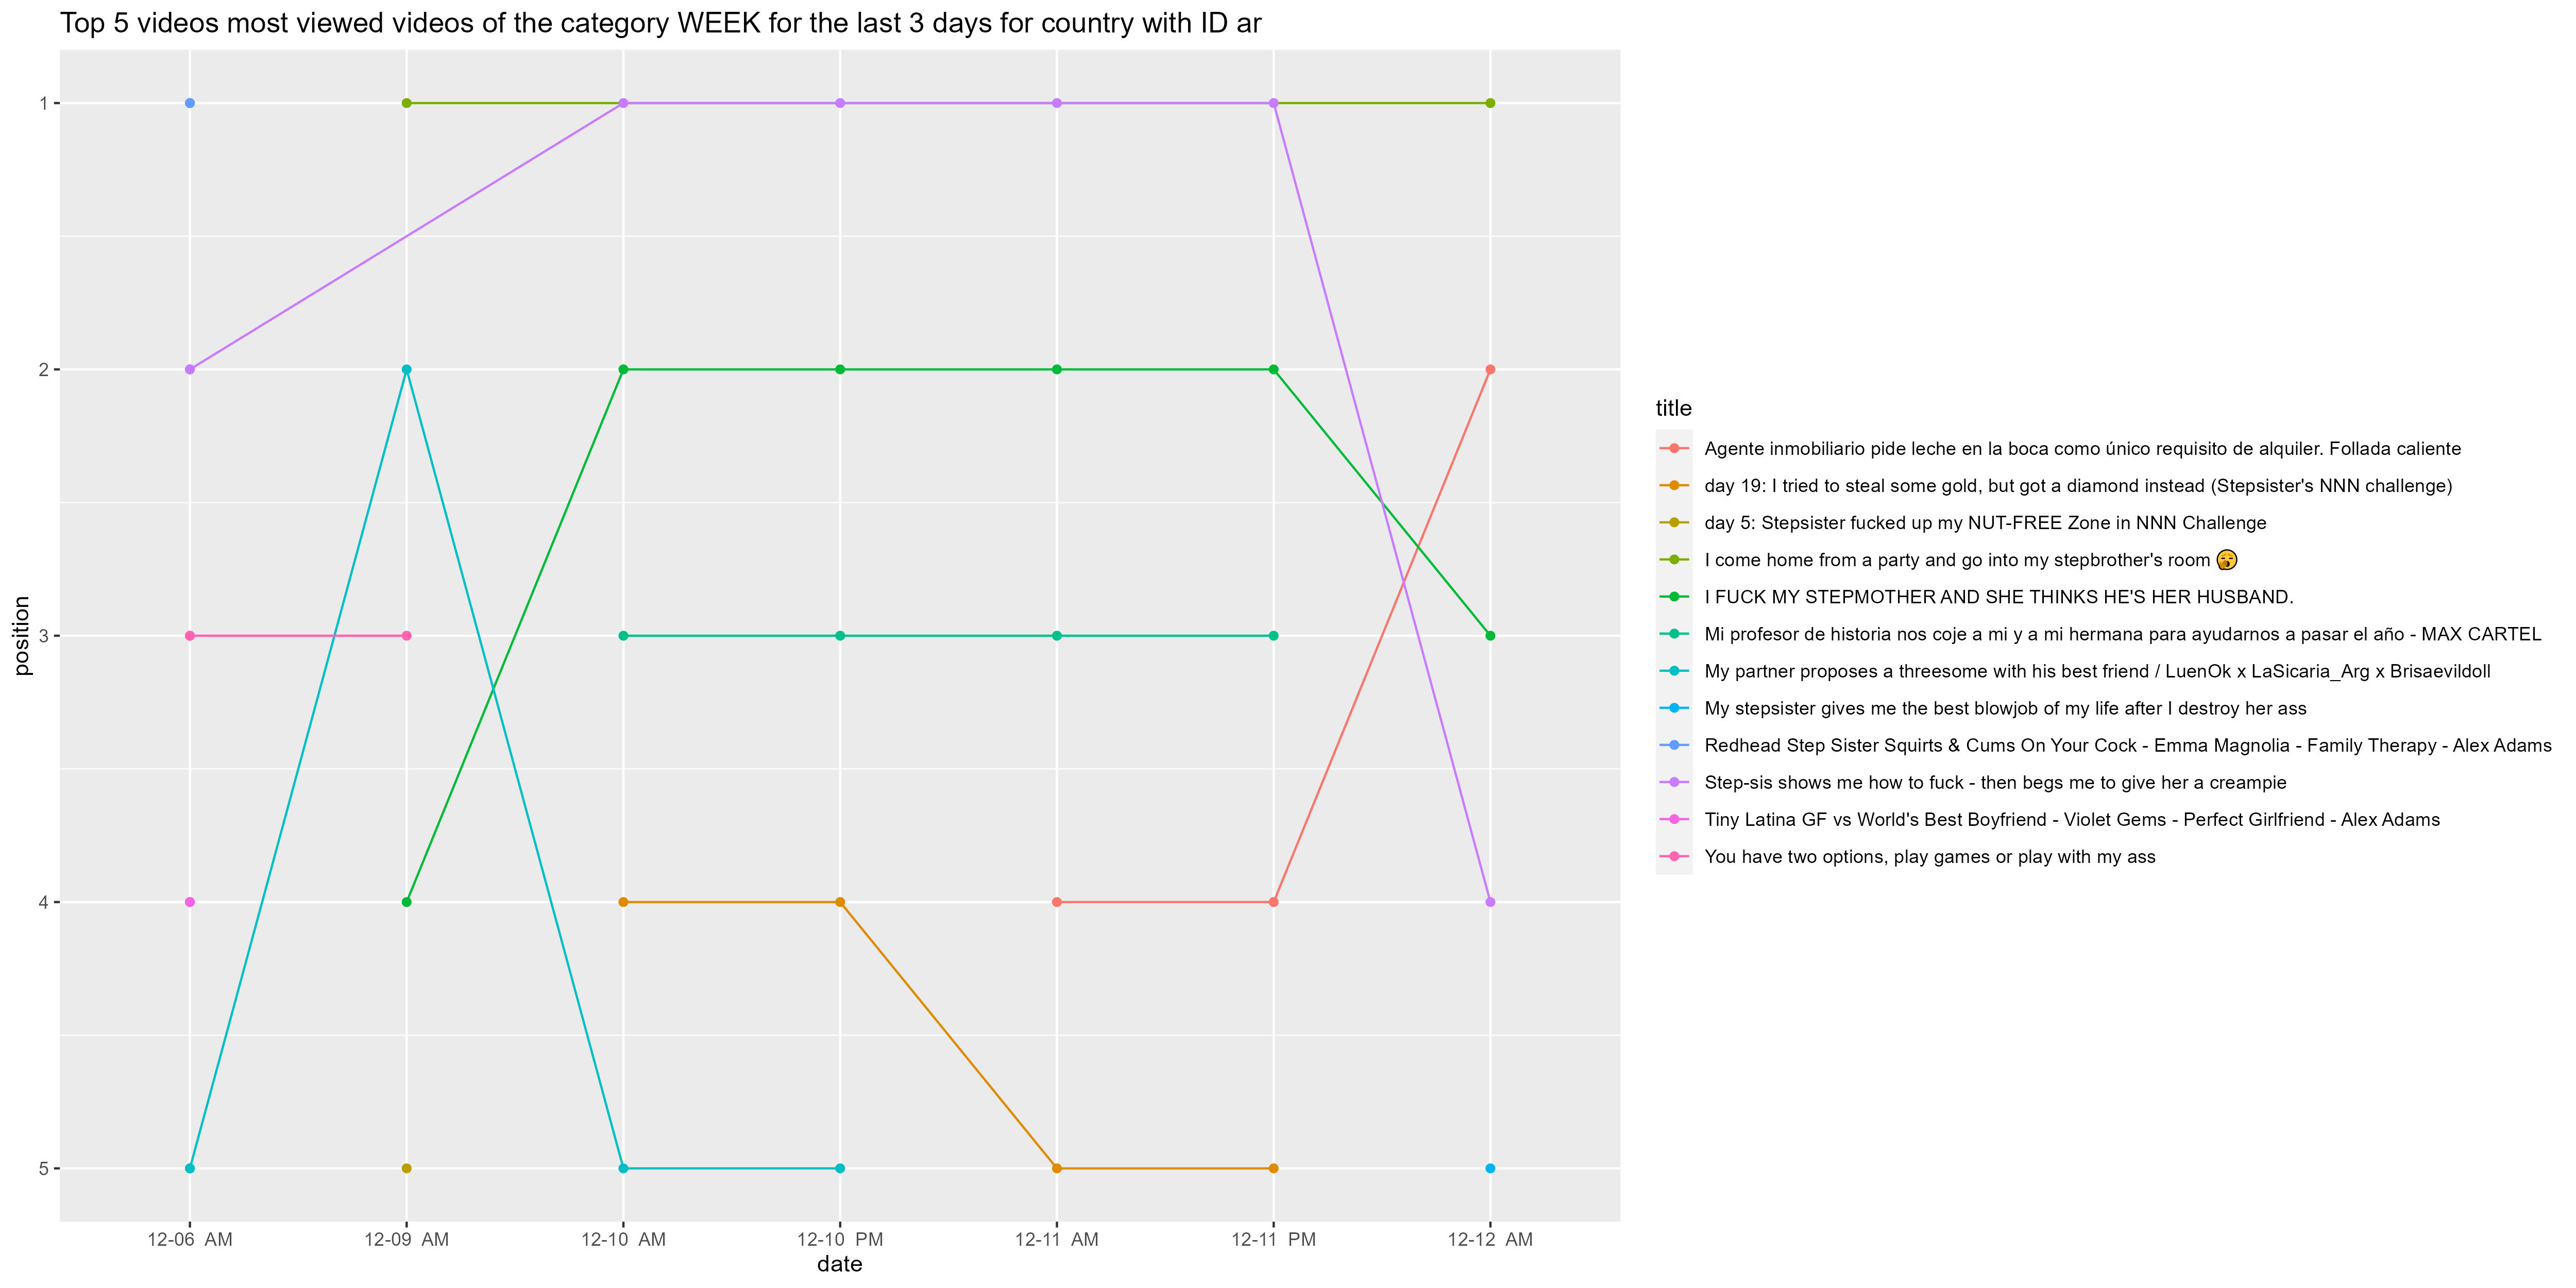 Top 5 videos most viewed videos of the category WEEK for the last 3 days for country with ID ar
position
1
2
3
4
5
12-06 AM
12-09 AM
12-10 AM
12-10 PM
12-11 AM
12-11 PM
12-12 AM
date
title
Agente inmobiliario pide leche en la boca como único requisito de alquiler. Follada caliente
day 19: I tried to steal some gold, but got a diamond instead (Stepsister's NNN challenge)
day 5: Stepsister fucked up my NUT-FREE Zone in NNN Challenge
I come home from a party and go into my stepbrother's room 🥱
I FUCK MY STEPMOTHER AND SHE THINKS HE'S HER HUSBAND.
Mi profesor de historia nos coje a mi y a mi hermana para ayudarnos a pasar el año - MAX CARTEL
My partner proposes a threesome with his best friend / LuenOk x LaSicaria_Arg x Brisaevildoll
My stepsister gives me the best blowjob of my life after I destroy her ass
Redhead Step Sister Squirts & Cums On Your Cock - Emma Magnolia - Family Therapy - Alex Adams
Step-sis shows me how to fuck - then begs me to give her a creampie
Tiny Latina GF vs World's Best Boyfriend - Violet Gems - Perfect Girlfriend - Alex Adams
You have two options, play games or play with my ass